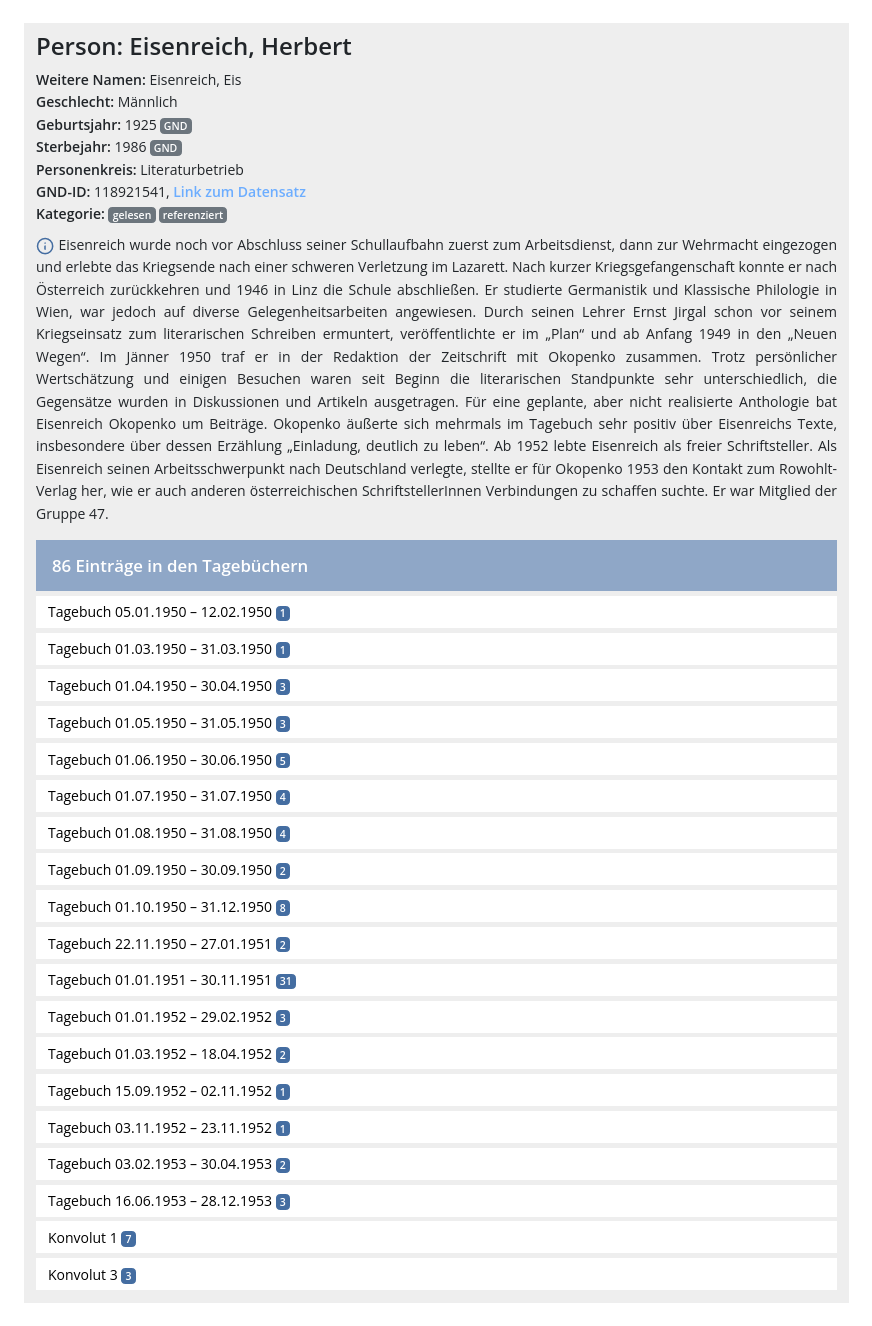 Person: Eisenreich, Herbert
Weitere Namen: Eisenreich, Eis
Geschlecht: Männlich
Geburtsjahr: 1925 GND
Sterbejahr: 1986 GND
Personenkreis: Literaturbetrieb
GND-ID: 118921541, Link zum Datensatz
Kategorie: gelesen referenziert
Eisenreich wurde noch vor Abschluss seiner Schullaufbahn zuerst zum Arbeitsdienst, dann zur Wehrmacht eingezogen
und erlebte das Kriegsende nach einer schweren Verletzung im Lazarett. Nach kurzer Kriegsgefangenschaft konnte er nach
Österreich zurückkehren und 1946 in Linz die Schule abschließen. Er studierte Germanistik und Klassische Philologie in
Wien, war jedoch auf diverse Gelegenheitsarbeiten angewiesen. Durch seinen Lehrer Ernst Jirgal schon vor seinem
Kriegseinsatz zum literarischen Schreiben ermuntert, veröffentlichte er im „Plan“ und ab Anfang 1949 in den „Neuen
Wegen“. Im Jänner 1950 traf er in der Redaktion der Zeitschrift mit Okopenko zusammen. Trotz persönlicher
Wertschätzung und einigen Besuchen waren seit Beginn die literarischen Standpunkte sehr unterschiedlich, die
Gegensätze wurden in Diskussionen und Artikeln ausgetragen. Für eine geplante, aber nicht realisierte Anthologie bat
Eisenreich Okopenko um Beiträge. Okopenko äußerte sich mehrmals im Tagebuch sehr positiv über Eisenreichs Texte,
insbesondere über dessen Erzählung „Einladung, deutlich zu leben“. Ab 1952 lebte Eisenreich als freier Schriftsteller. Als
Eisenreich seinen Arbeitsschwerpunkt nach Deutschland verlegte, stellte er für Okopenko 1953 den Kontakt zum Rowohlt-
Verlag her, wie er auch anderen österreichischen SchriftstellerInnen Verbindungen zu schaffen suchte. Er war Mitglied der
Gruppe 47.
86 Einträge in den Tagebüchern
Tagebuch 05.01.1950 – 12.02.1950 1
Tagebuch 01.03.1950 – 31.03.1950 1
Tagebuch 01.04.1950 – 30.04.1950 3
Tagebuch 01.05.1950 – 31.05.1950 3
Tagebuch 01.06.1950 – 30.06.1950 5
Tagebuch 01.07.1950 – 31.07.1950 4
Tagebuch 01.08.1950 – 31.08.1950 4
Tagebuch 01.09.1950 – 30.09.1950 2
Tagebuch 01.10.1950 – 31.12.1950 8
Tagebuch 22.11.1950 – 27.01.1951 2
Tagebuch 01.01.1951 – 30.11.1951 31
Tagebuch 01.01.1952 – 29.02.1952 3
Tagebuch 01.03.1952 – 18.04.1952 2
Tagebuch 15.09.1952 – 02.11.1952 1
Tagebuch 03.11.1952 – 23.11.1952 1
Tagebuch 03.02.1953 – 30.04.1953 2
Tagebuch 16.06.1953 – 28.12.1953 3
Konvolut 1 7
Konvolut 3 3